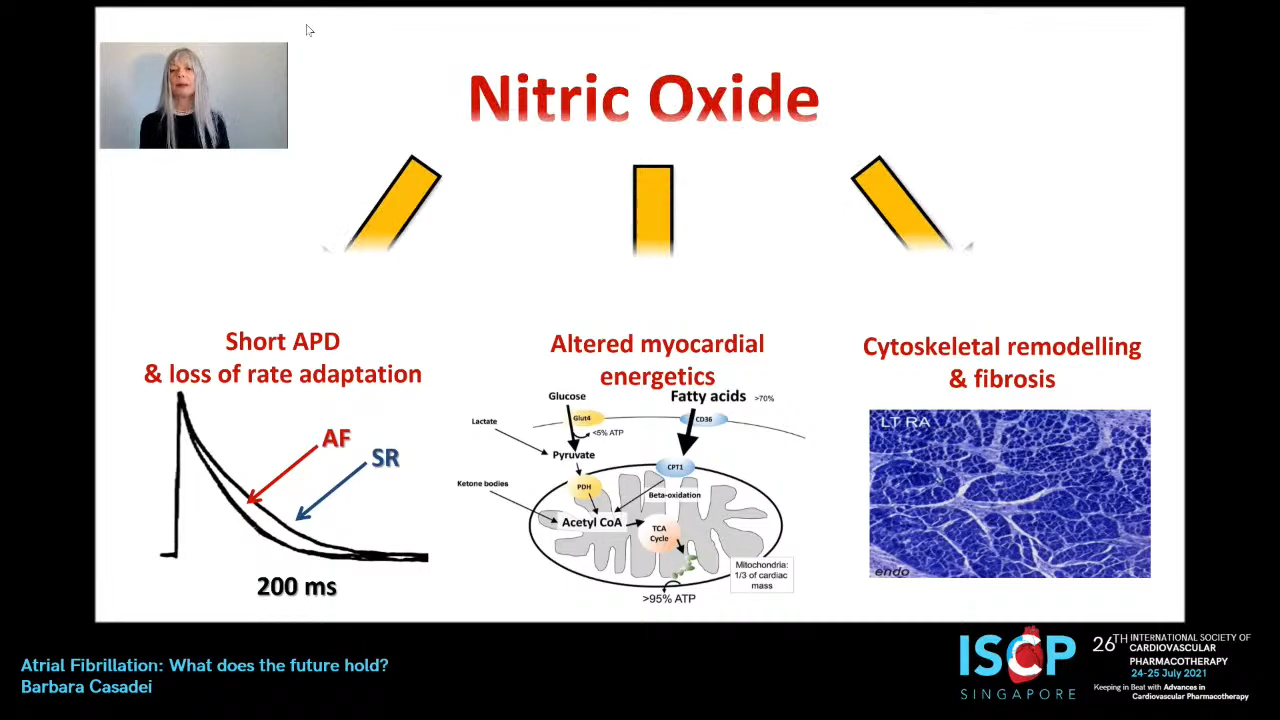 Nitric Oxide
Short APD
& loss of rate adaptation
AF
SR
200 ms
Altered myocardial
energetics
Glucose
Fatty acids >70%
Glut4
CD36
Lactate
<5% ATP
Pyruvate
CPT1
Ketone bodies
PDH
Beta-oxidation
Acetyl CoA
TCA
Cycle
Mitochondria:
1/3 of cardiac
mass
>95% ATP
Cytoskeletal remodelling
& fibrosis
LT RA
endo
Atrial Fibrillation: What does the future hold?
Barbara Casadei
ISCP
SINGAPORE
26TH INTERNATIONAL SOCIETY OF
CARDIOVASCULAR
PHARMACOTHERAPY
24-25 July 2021
Keeping in Beat with Advances in
Cardiovascular Pharmacotherapy